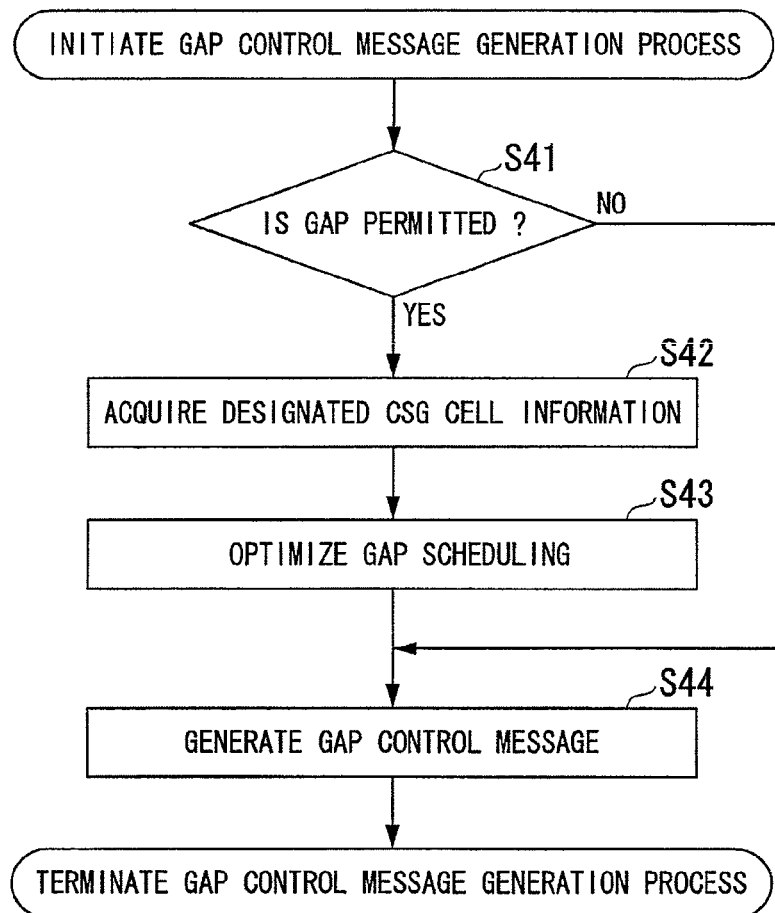 INITIATE GAP CONTROL MESSAGE GENERATION PROCESS
S41
IS GAP PERMITTED ?
NO
YES
S42
ACQUIRE DESIGNATED CSG CELL INFORMATION
S43
OPTIMIZE GAP SCHEDULING
S44
GENERATE GAP CONTROL MESSAGE
TERMINATE GAP CONTROL MESSAGE GENERATION PROCESS